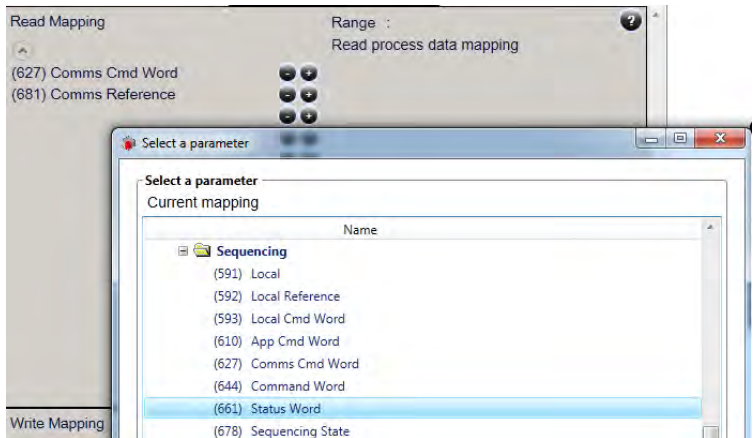 Read Mapping
Range :
?
Read process data mapping
(627) Comms Cmd Word
(681) Comms Reference
Select a parameter
Select a parameter
Current mapping
Name
Sequencing
(591) Local
(592) Local Reference
(593) Local Cmd Word
(610) App Cmd Word
(627) Comms Cmd Word
(644) Command Word
(661) Status Word
(678) Sequencing State
Write Mapping